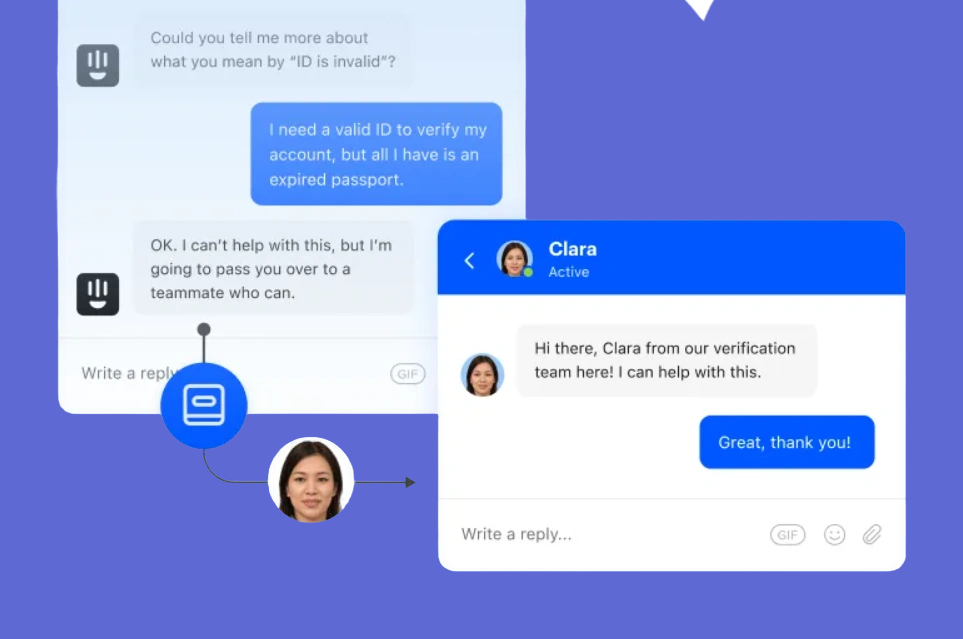 Could you tell me more about
what you mean by “ID is invalid”?
I need a valid ID to verify my
account, but all I have is an
expired passport.
OK. I can’t help with this, but I’m
going to pass you over to a
teammate who can.
Write a reply
GIF
Clara
Active
Hi there, Clara from our verification
team here! I can help with this.
Great, thank you!
Write a reply...
GIF